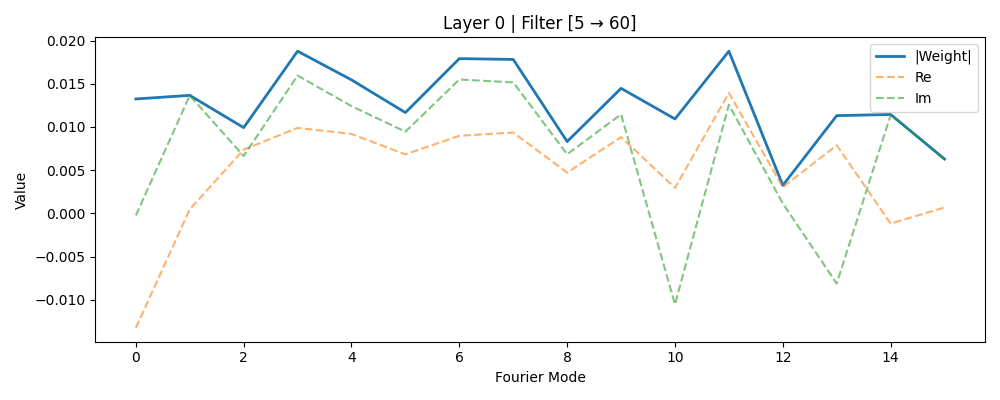 Layer 0 | Filter [5 → 60]
Value
0.020
0.015
0.010
0.005
0.000
−0.005
−0.010
|Weight|
Re
Im
0 2 4 6 8 10 12 14
Fourier Mode